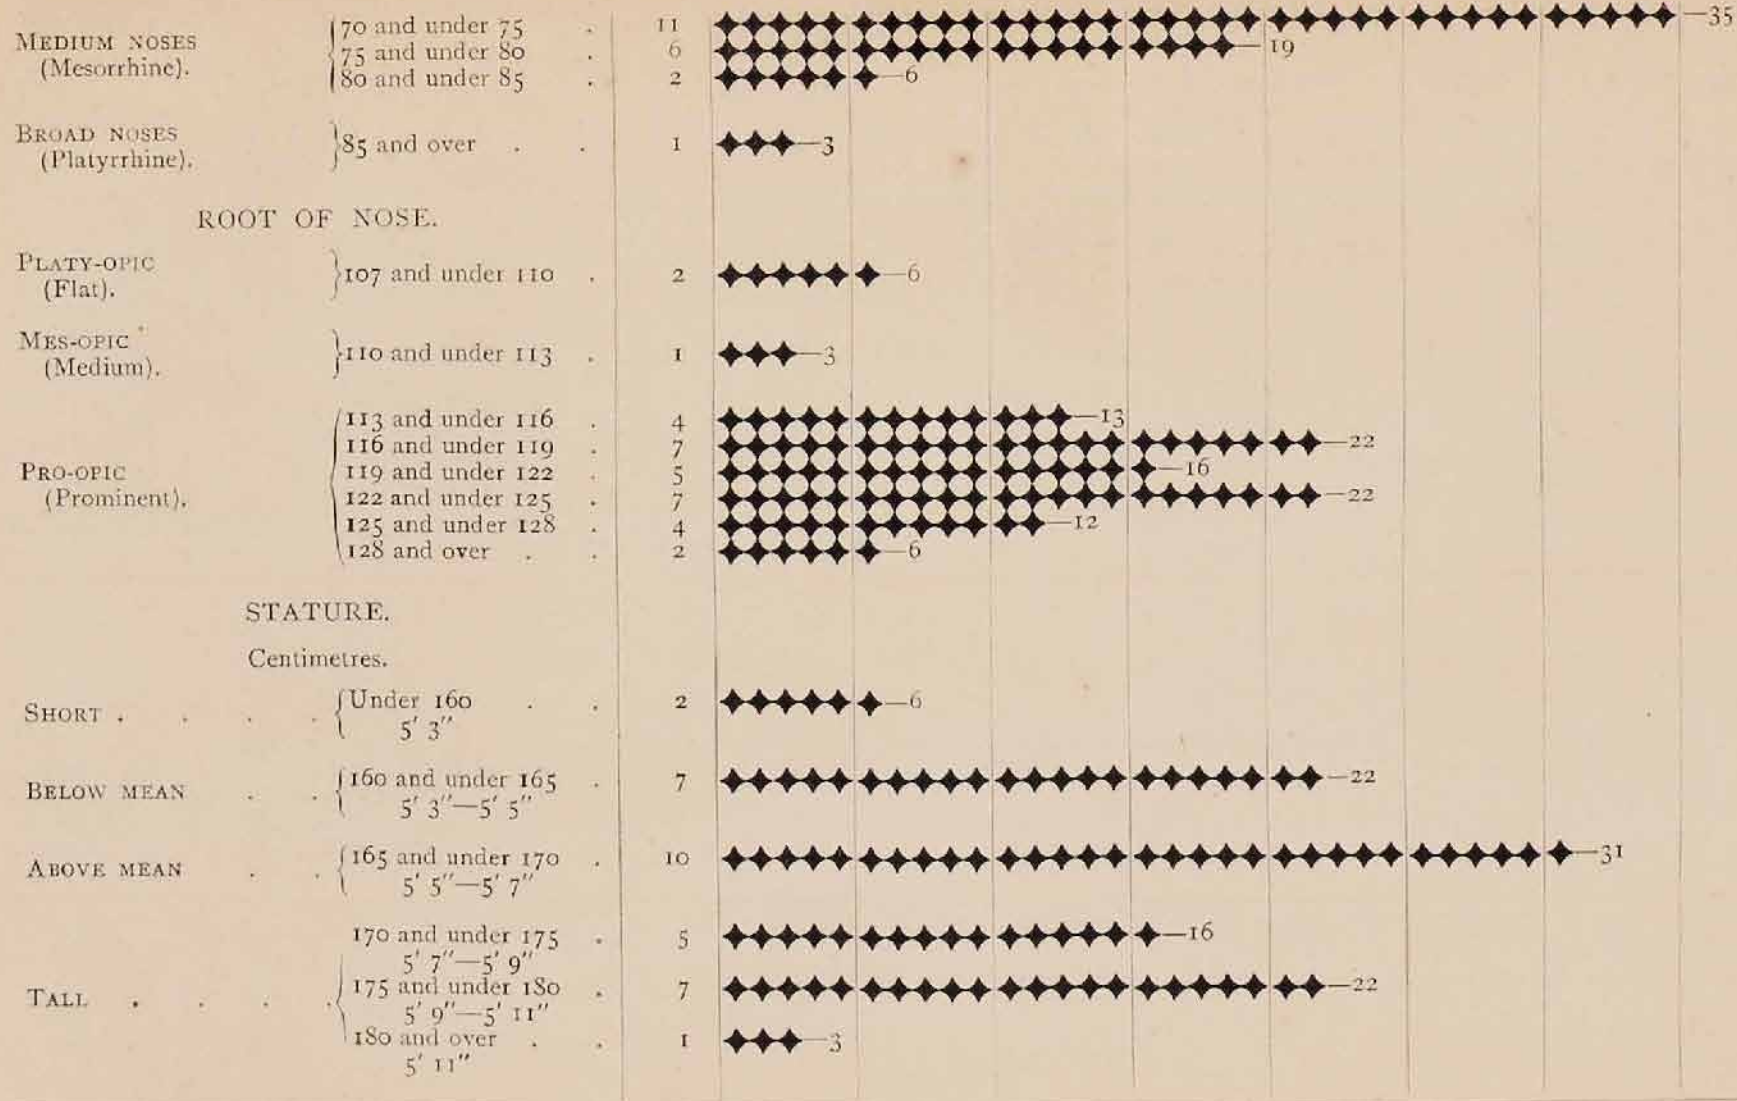 MEDIUM NOSES
(Mesorrhine).
70 and under 75 . 11 —35
75 and under 80 . 6 —19
80 and under 85 . 2 —6
BROAD NOSES
(Platyrrhine).
85 and over . . 1 —3
ROOT OF NOSE.
PLATY-OPIC
(Flat).
107 and under 110 . 2 —6
MES-OPIC
(Medium).
110 and under 113 . 1 —3
PRO-OPIC
(Prominent).
113 and under 116 . 4 —13
116 and under 119 . 7 —22
119 and under 122 . 5 —16
122 and under 125 . 7 —22
125 and under 128 . 4 —12
128 and over . . 2 —6
STATURE.
Centimetres.
SHORT . . . . Under 160 . . 2 —6
5′ 3″
BELOW MEAN . . 160 and under 165 . 7 —22
5′ 3″—5′ 5″
ABOVE MEAN . . 165 and under 170 . 10 —31
5′ 5″—5′ 7″
TALL . . . .
170 and under 175 . 5 —16
5′ 7″—5′ 9″
175 and under 180 . 7 —22
5′ 9″—5′ 11″
180 and over . . 1 —3
5′ 11″